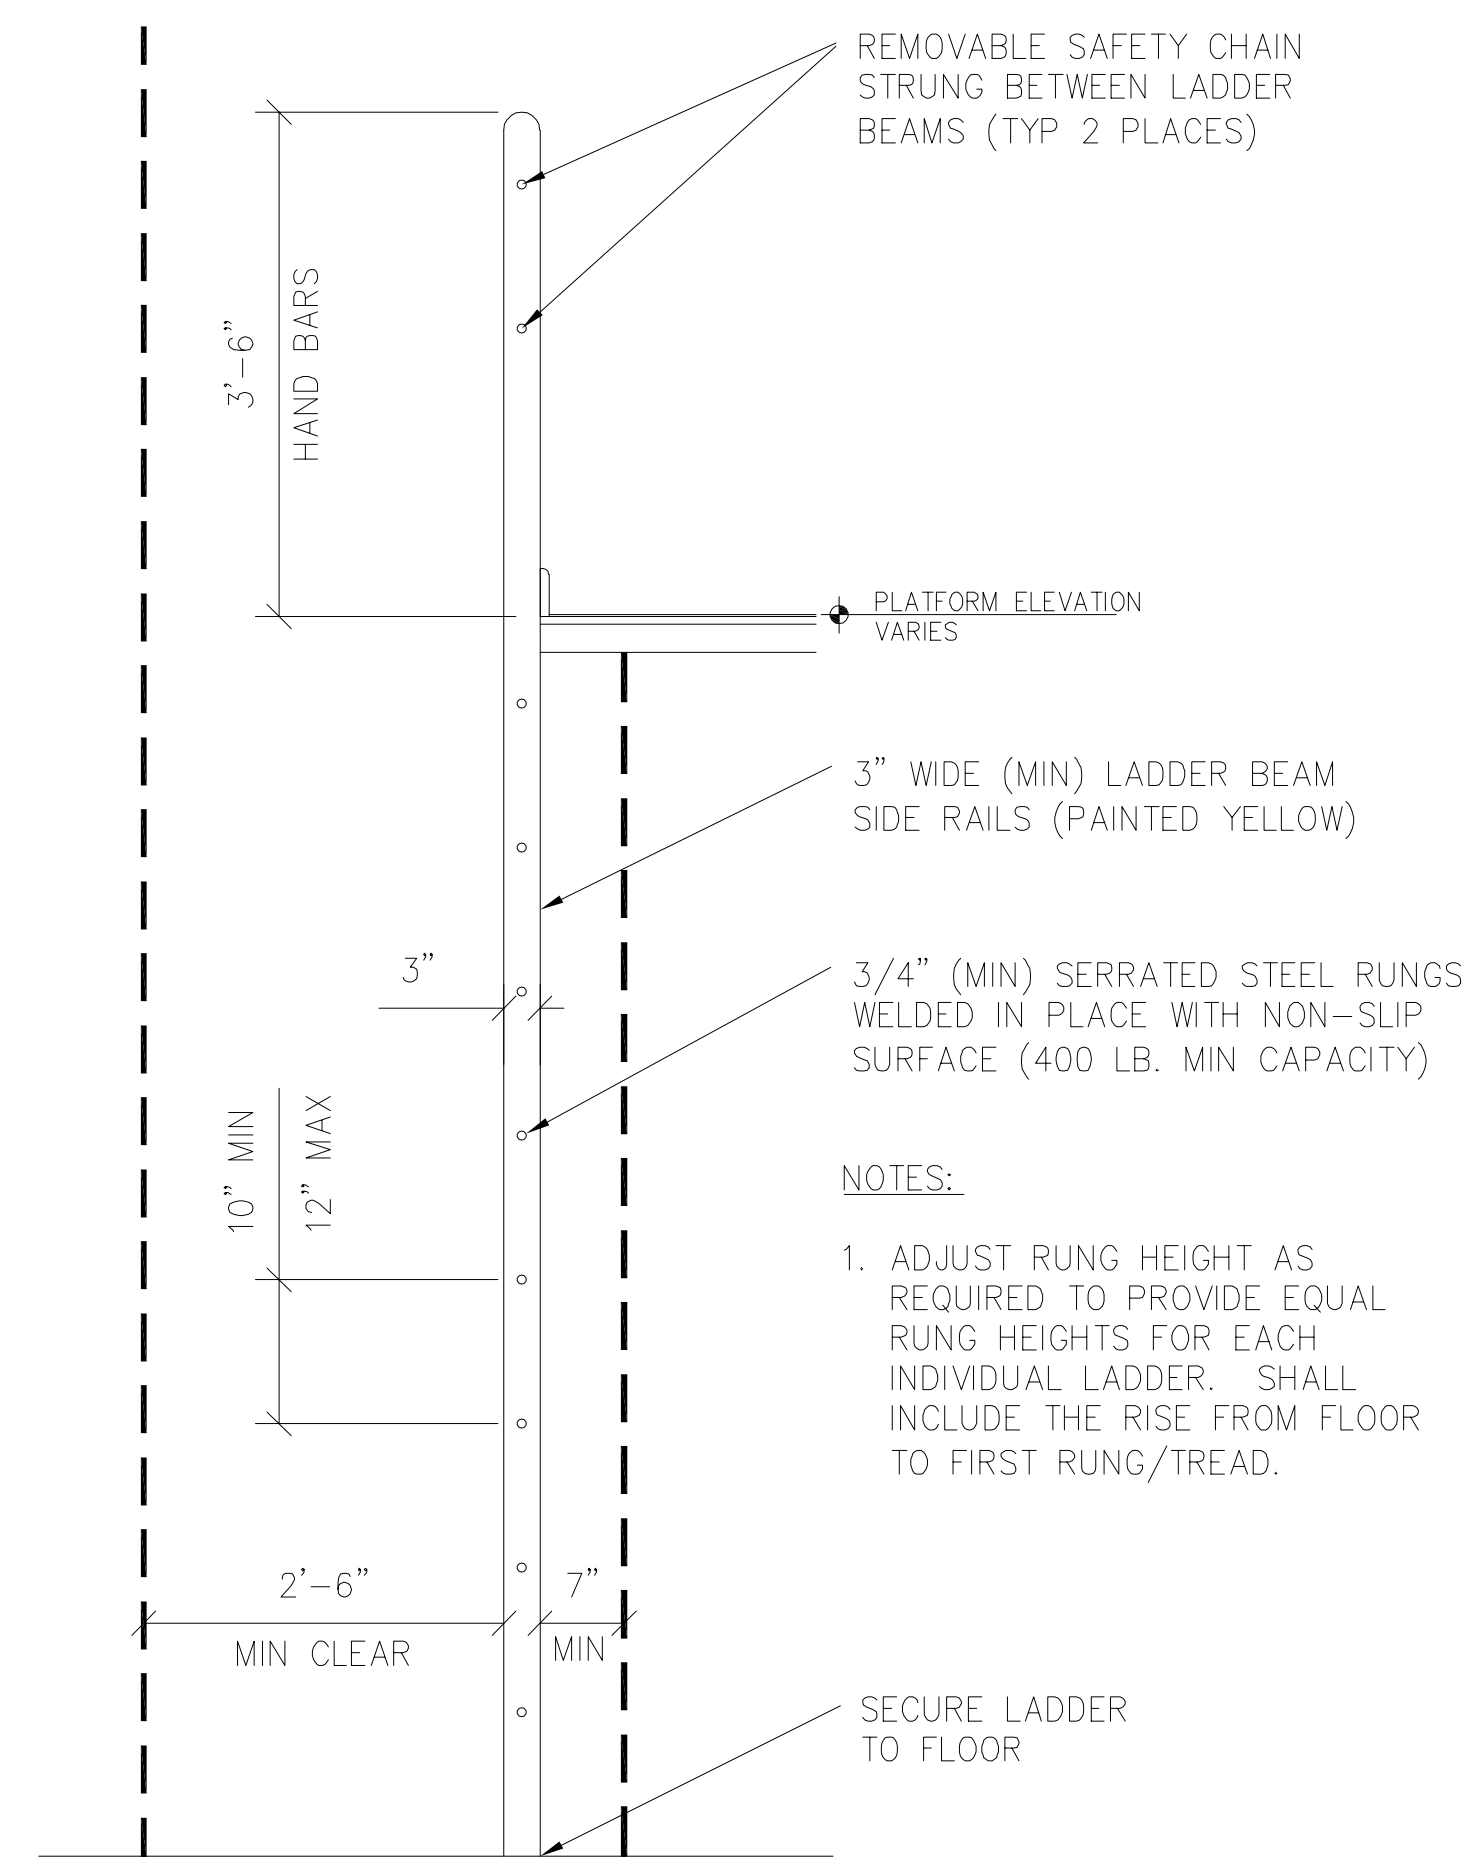 REMOVABLE SAFETY CHAIN
STRUNG BETWEEN LADDER
BEAMS (TYP 2 PLACES)
3'-6"
HAND BARS
PLATFORM ELEVATION
VARIES
3" WIDE (MIN) LADDER BEAM
SIDE RAILS (PAINTED YELLOW)
3"
3/4" (MIN) SERRATED STEEL RUNGS
WELDED IN PLACE WITH NON-SLIP
SURFACE (400 LB. MIN CAPACITY)
10" MIN
12" MAX
NOTES:
1. ADJUST RUNG HEIGHT AS
REQUIRED TO PROVIDE EQUAL
RUNG HEIGHTS FOR EACH
INDIVIDUAL LADDER. SHALL
INCLUDE THE RISE FROM FLOOR
TO FIRST RUNG/TREAD.
2'-6"
MIN CLEAR
7"
MIN
SECURE LADDER
TO FLOOR